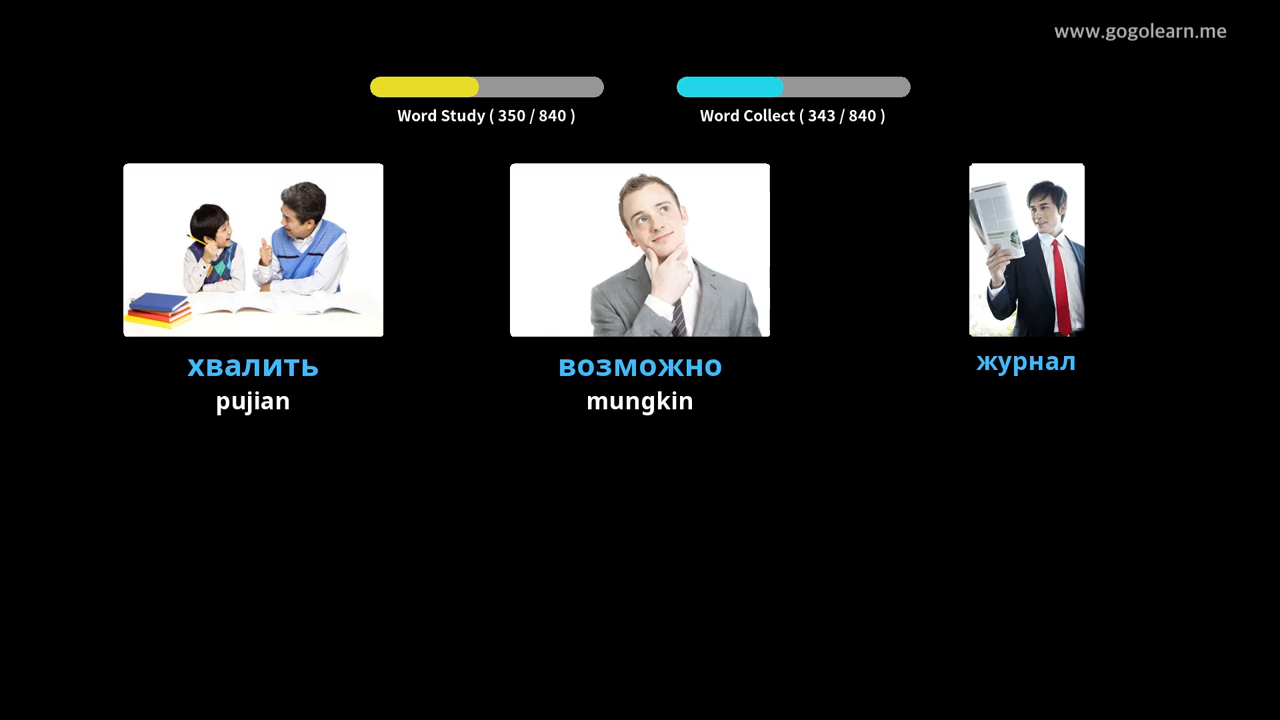 www.gogolearn.me
Word Study ( 350 / 840 )
Word Collect ( 343 / 840 )
хвалить
pujian
возможно
mungkin
журнал